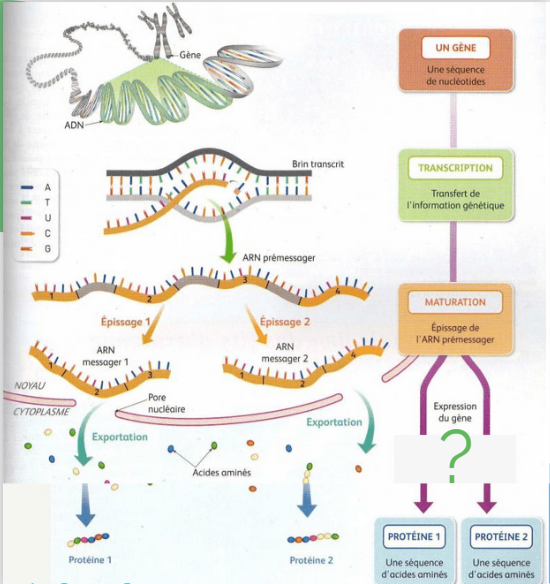 Gène
ADN
UN GÊNE
Une séquence
de nucléotides
Brin transcrit
A
T
U
C
G
TRANSCRIPTION
Transfert de
l'information génétique
ARN prémessager
1
2
3
4
Épissage 1
Épissage 2
MATURATION
Épissage de
l'ARN prémessager
ARN
messager 1
1
2
3
ARN
messager 2
1
2
4
NOYAU
CYTOPLASME
Pore
nucléaire
Exportation
Exportation
Expression
du gène
?
Acides aminés
Protéine 1
Protéine 2
PROTÉINE 1
Une séquence
d'acides aminés
PROTÉINE 2
Une séquence
d'acides aminés